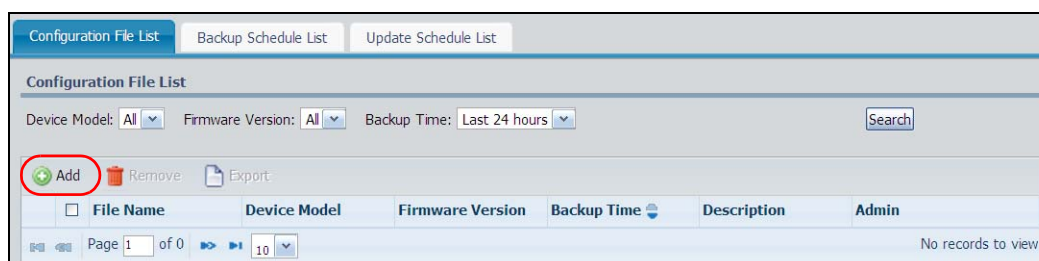 Configuration File List Backup Schedule List Update Schedule List
Configuration File List
Device Model: All Firmware Version: All Backup Time: Last 24 hours Search
Add Remove Export
File Name Device Model Firmware Version Backup Time Description Admin
Page 1 of 0 10 No records to view